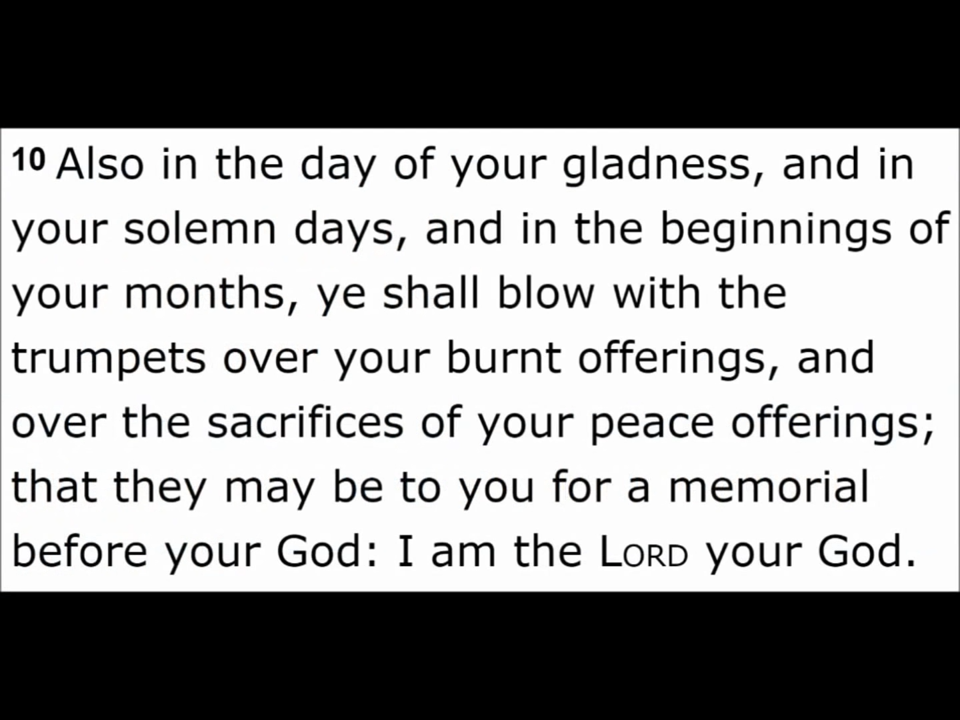 10 Also in the day of your gladness, and in
your solemn days, and in the beginnings of
your months, ye shall blow with the
trumpets over your burnt offerings, and
over the sacrifices of your peace offerings;
that they may be to you for a memorial
before your God: I am the LORD your God.